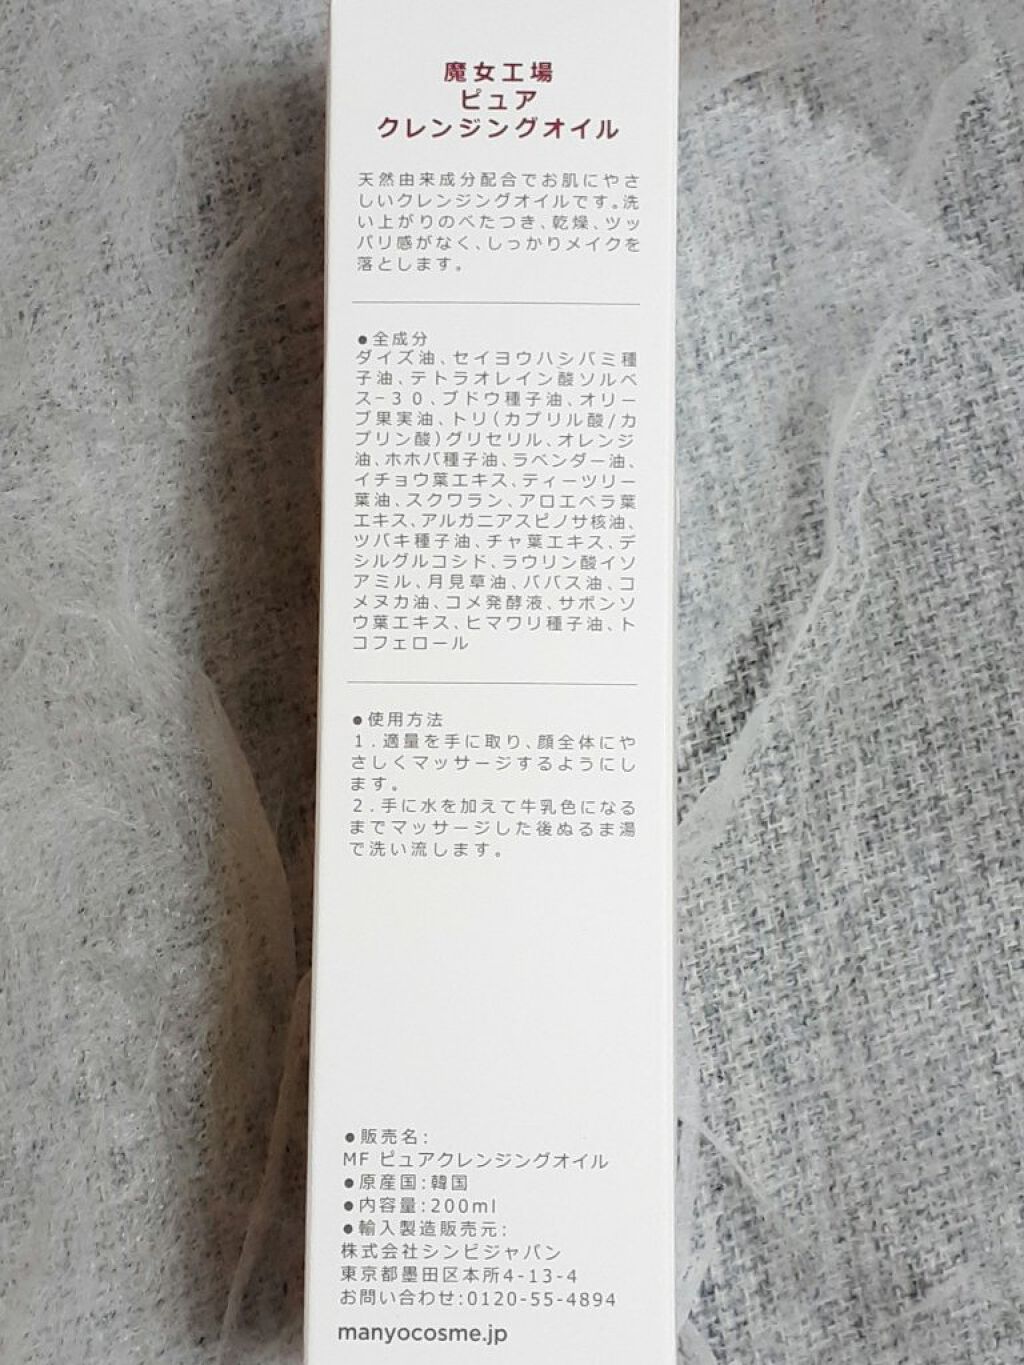 魔女工場
ピュア
クレンジングオイル
天然由来成分配合でお肌にやさ
しいクレンジングオイルです。洗
い上がりのべたつき、乾燥、ツッ
パリ感がなく、しっかりメイクを
落とします。
●全成分
ダイズ油、セイヨウハシバミ種
子油、テトラオレイン酸ソルベ
ス-30、ブドウ種子油、オリー
ブ果実油、トリ(カプリル酸/カ
プリン酸)グリセリル、オレンジ
油、ホホバ種子油、ラベンダー油、
イチョウ葉エキス、ティーツリー
葉油、スクワラン、アロエベラ葉
エキス、アルガニアスピノサ核油、
ツバキ種子油、チャ葉エキス、デ
シルグルコシド、ラウリン酸イソ
アミル、月見草油、ババス油、コ
メヌカ油、コメ発酵液、サボンソ
ウ葉エキス、ヒマワリ種子油、ト
コフェロール
●使用方法
1.適量を手に取り、顔全体にや
さしくマッサージするようにし
ます。
2.手に水を加えて牛乳色になる
までマッサージした後ぬるま湯
で洗い流します。
●販売名:
MF ピュアクレンジングオイル
●原産国:韓国
●内容量:200ml
●輸入製造販売元:
株式会社シンビジャパン
東京都墨田区本所4-13-4
お問い合わせ:0120-55-4894
manyocosme.jp